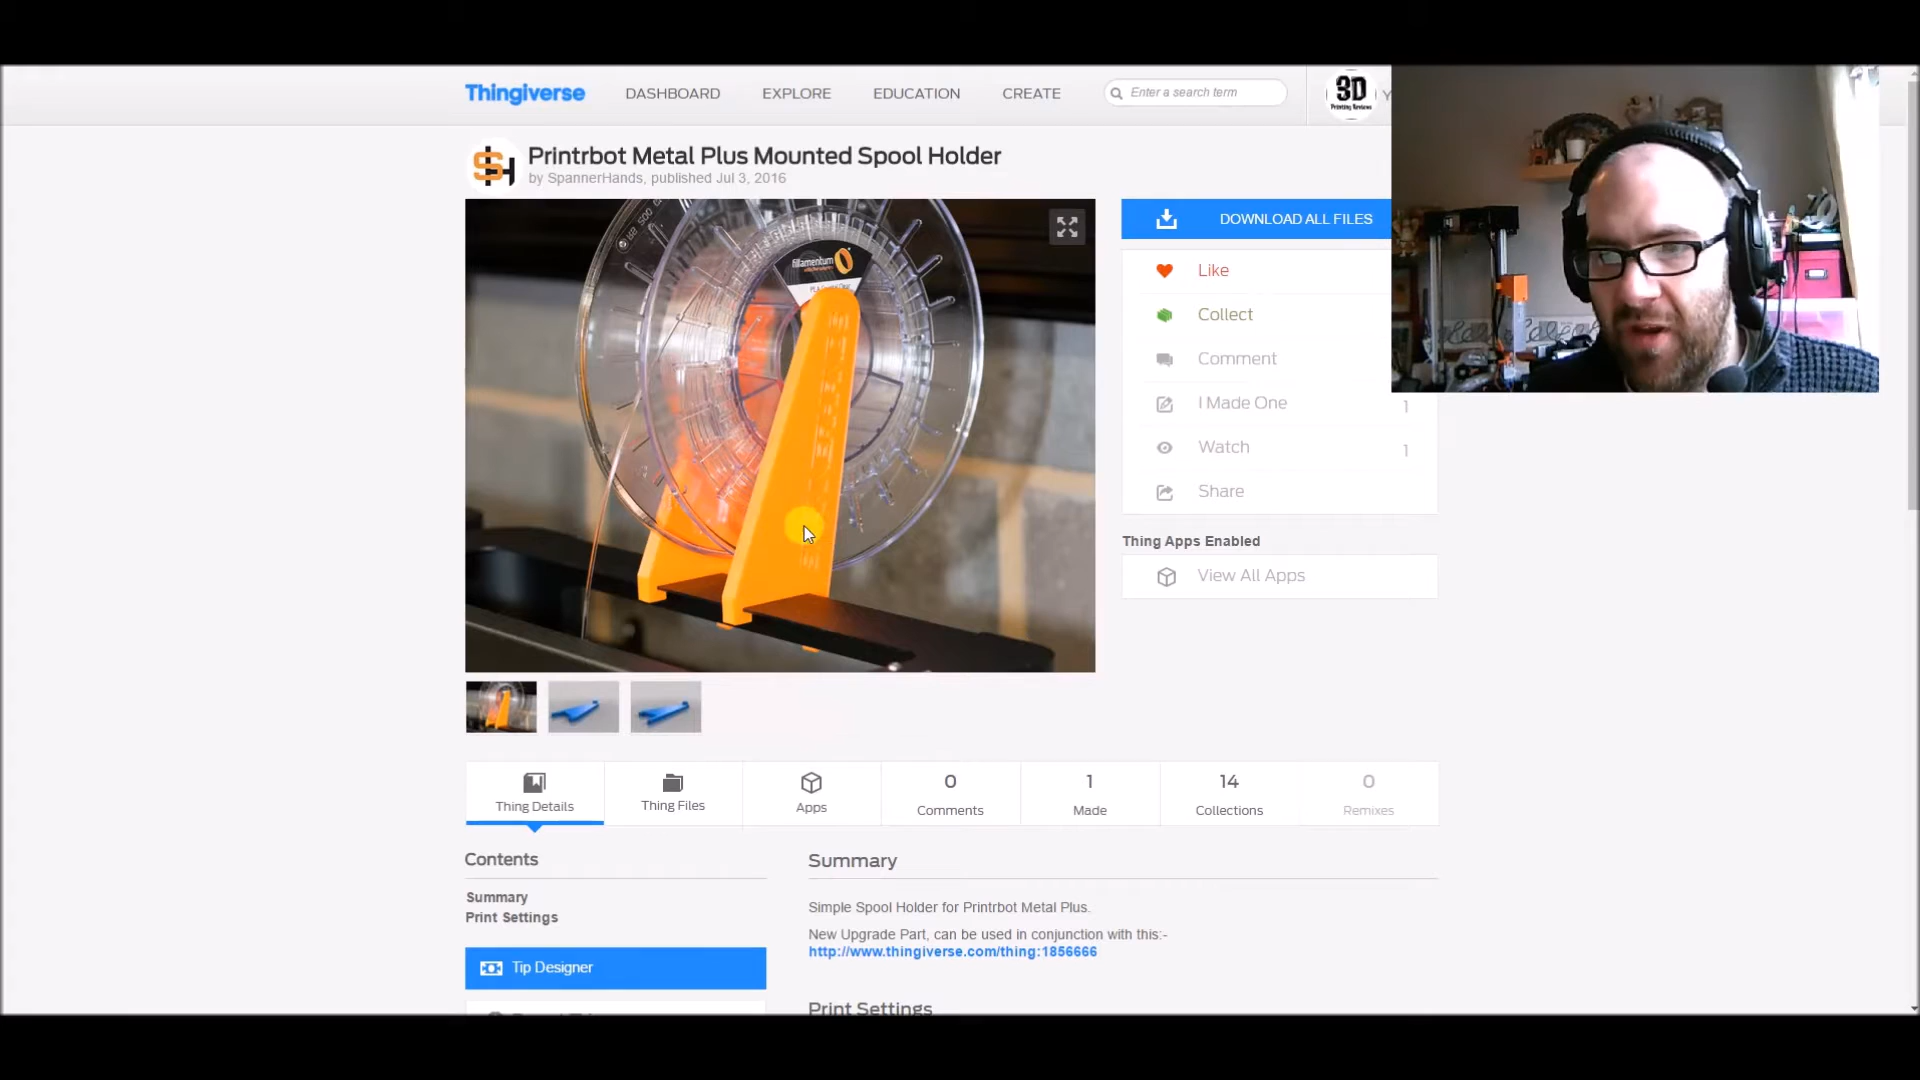 Thingiverse
DASHBOARD
EXPLORE
EDUCATION
CREATE
Enter a search term
3D
Printing Reviews
Y
SH
Printrbot Metal Plus Mounted Spool Holder
by SpannerHands, published Jul 3, 2016
fillamentum
DOWNLOAD ALL FILES
Like
Collect
Comment
I Made One 1
Watch 1
Share
Thing Apps Enabled
View All Apps
Thing Details
Thing Files
Apps
0
Comments
1
Made
14
Collections
0
Remixes
Contents
Summary
Print Settings
Tip Designer
Summary
Simple Spool Holder for Printrbot Metal Plus.
New Upgrade Part, can be used in conjunction with this:-
http://www.thingiverse.com/thing:1856666
Print Settings